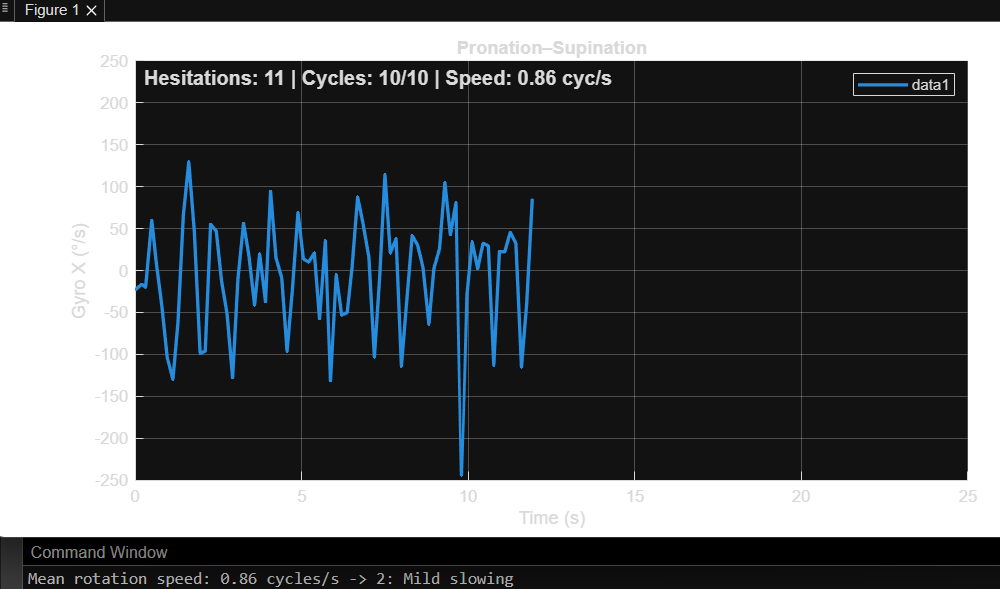 Figure 1
Pronation–Supination
Hesitations: 11 | Cycles: 10/10 | Speed: 0.86 cyc/s
data1
250
200
150
100
50
0
-50
-100
-150
-200
-250
Gyro X (°/s)
0 5 10 15 20 25
Time (s)
Command Window
Mean rotation speed: 0.86 cycles/s -> 2: Mild slowing